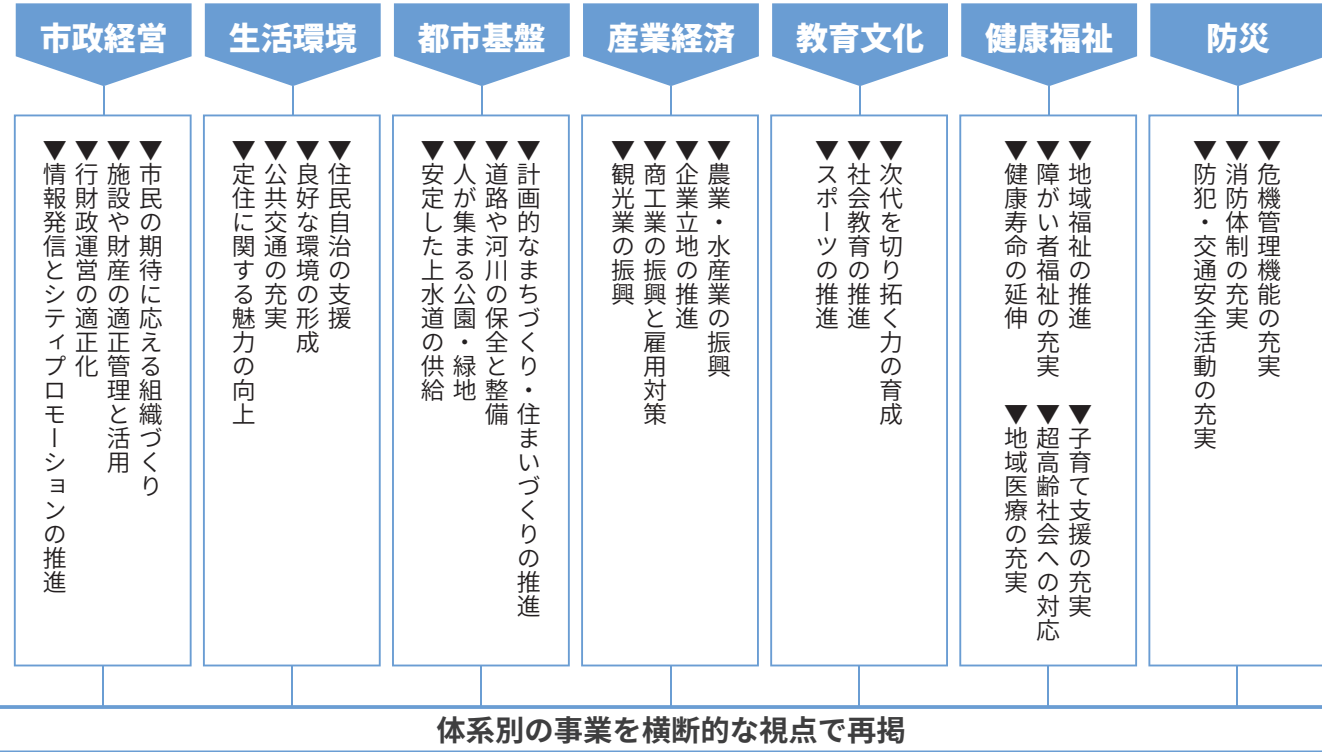 市政経営
▼市民の期待に応える組織づくり
▼施設や財産の適正管理と活用
▼行財政運営の適正化
▼情報発信とシティプロモーションの推進
生活環境
▼住民自治の支援
▼良好な環境の形成
▼公共交通の充実
▼定住に関する魅力の向上
都市基盤
▼計画的なまちづくり・住まいづくりの推進
▼道路や河川の保全と整備
▼人が集まる公園・緑地
▼安定した上水道の供給
産業経済
▼農業・水産業の振興
▼企業立地の推進
▼商工業の振興と雇用対策
▼観光業の振興
教育文化
▼次代を切り拓く力の育成
▼社会教育の推進
▼スポーツの推進
健康福祉
▼地域福祉の推進
▼障がい者福祉の充実
▼健康寿命の延伸
▼子育て支援の充実
▼超高齢社会への対応
▼地域医療の充実
防災
▼危機管理機能の充実
▼消防体制の充実
▼防犯・交通安全活動の充実
体系別の事業を横断的な視点で再掲